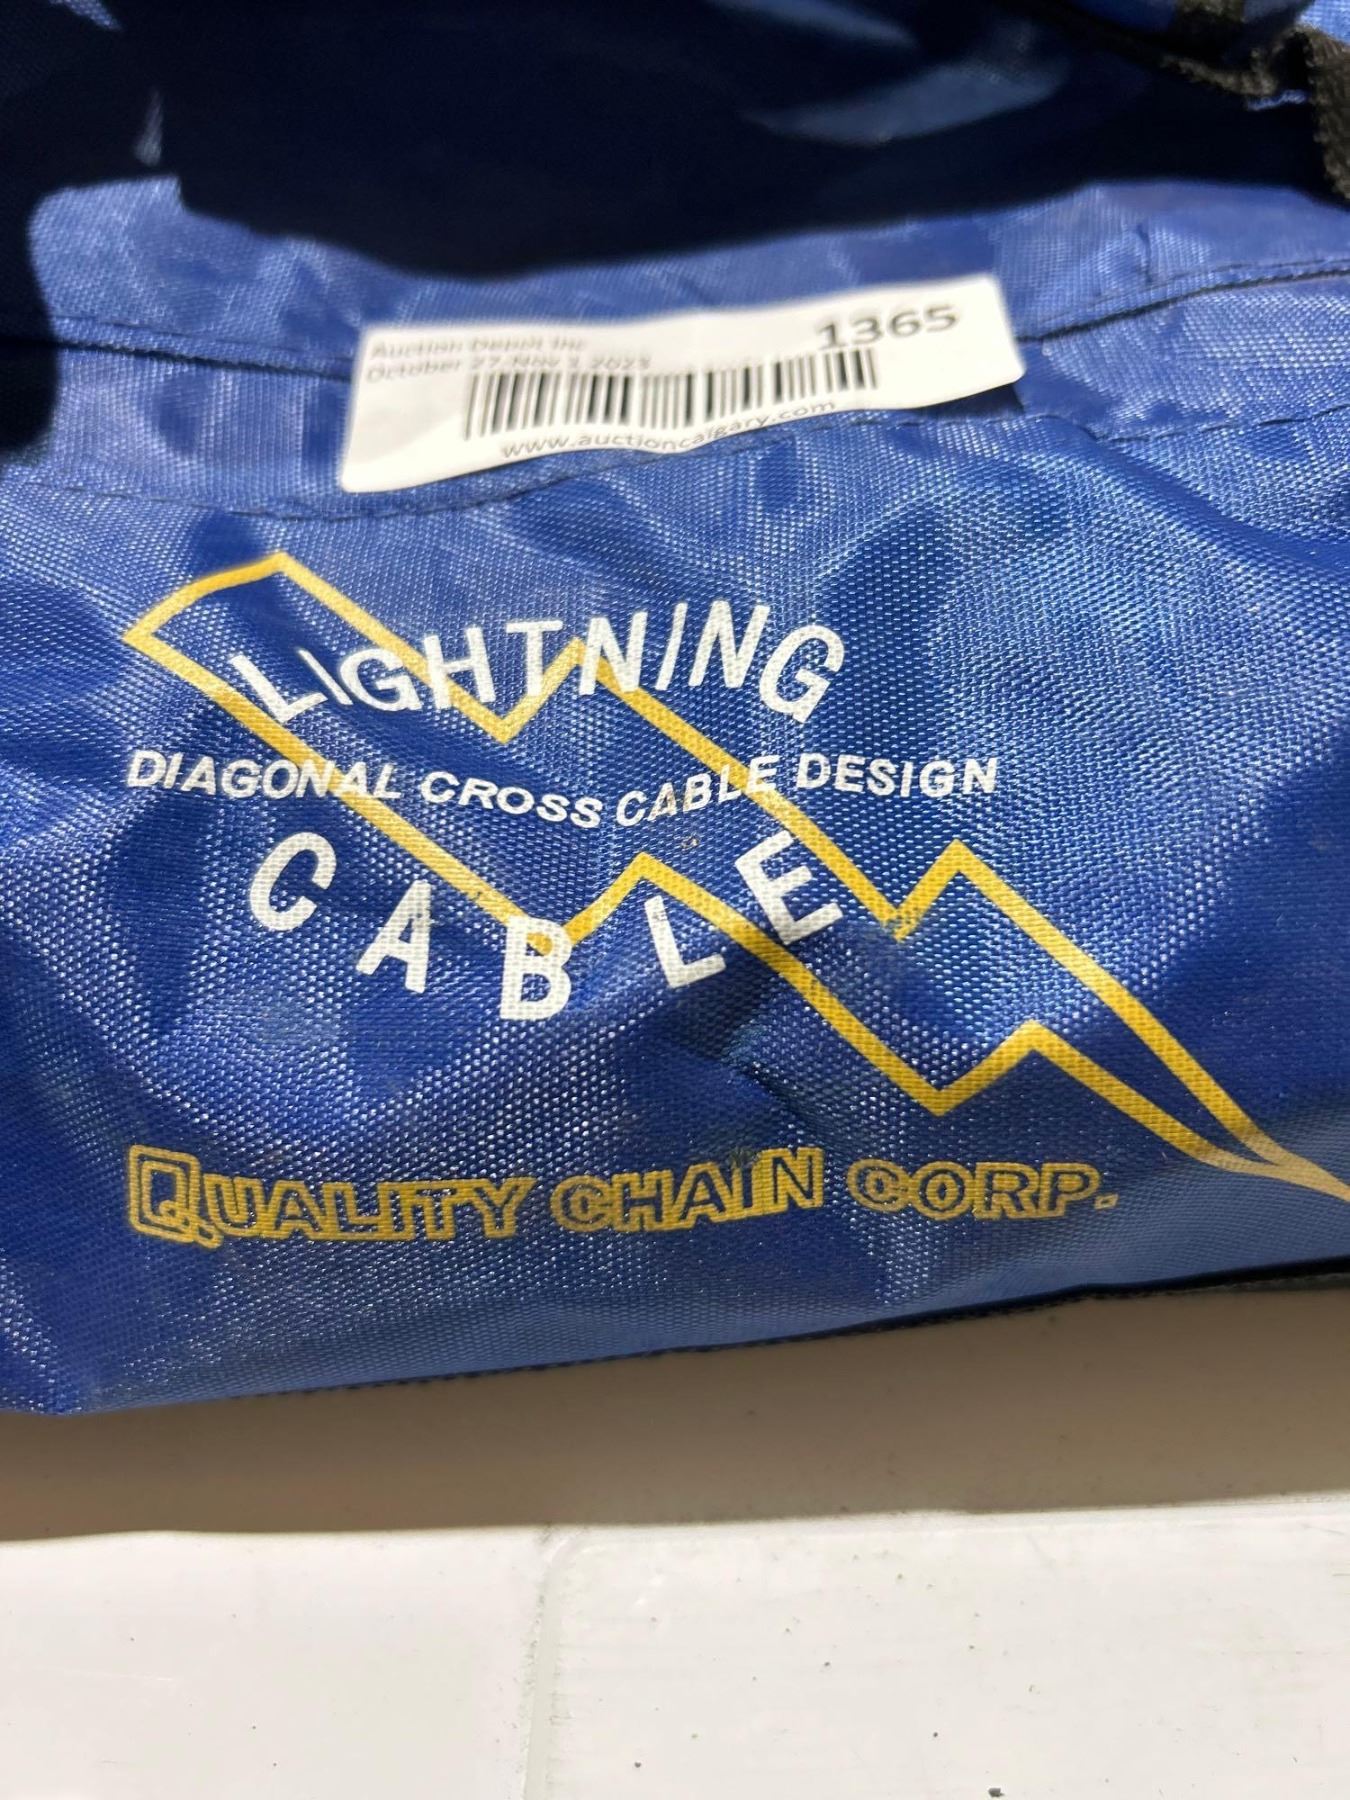 1365
Auction Depot Inc
October 27-Nov 1 2023
www.auctioncalgary.com
LIGHTNING
DIAGONAL CROSS CABLE DESIGN
CABLE
QUALITY CHAIN CORP.